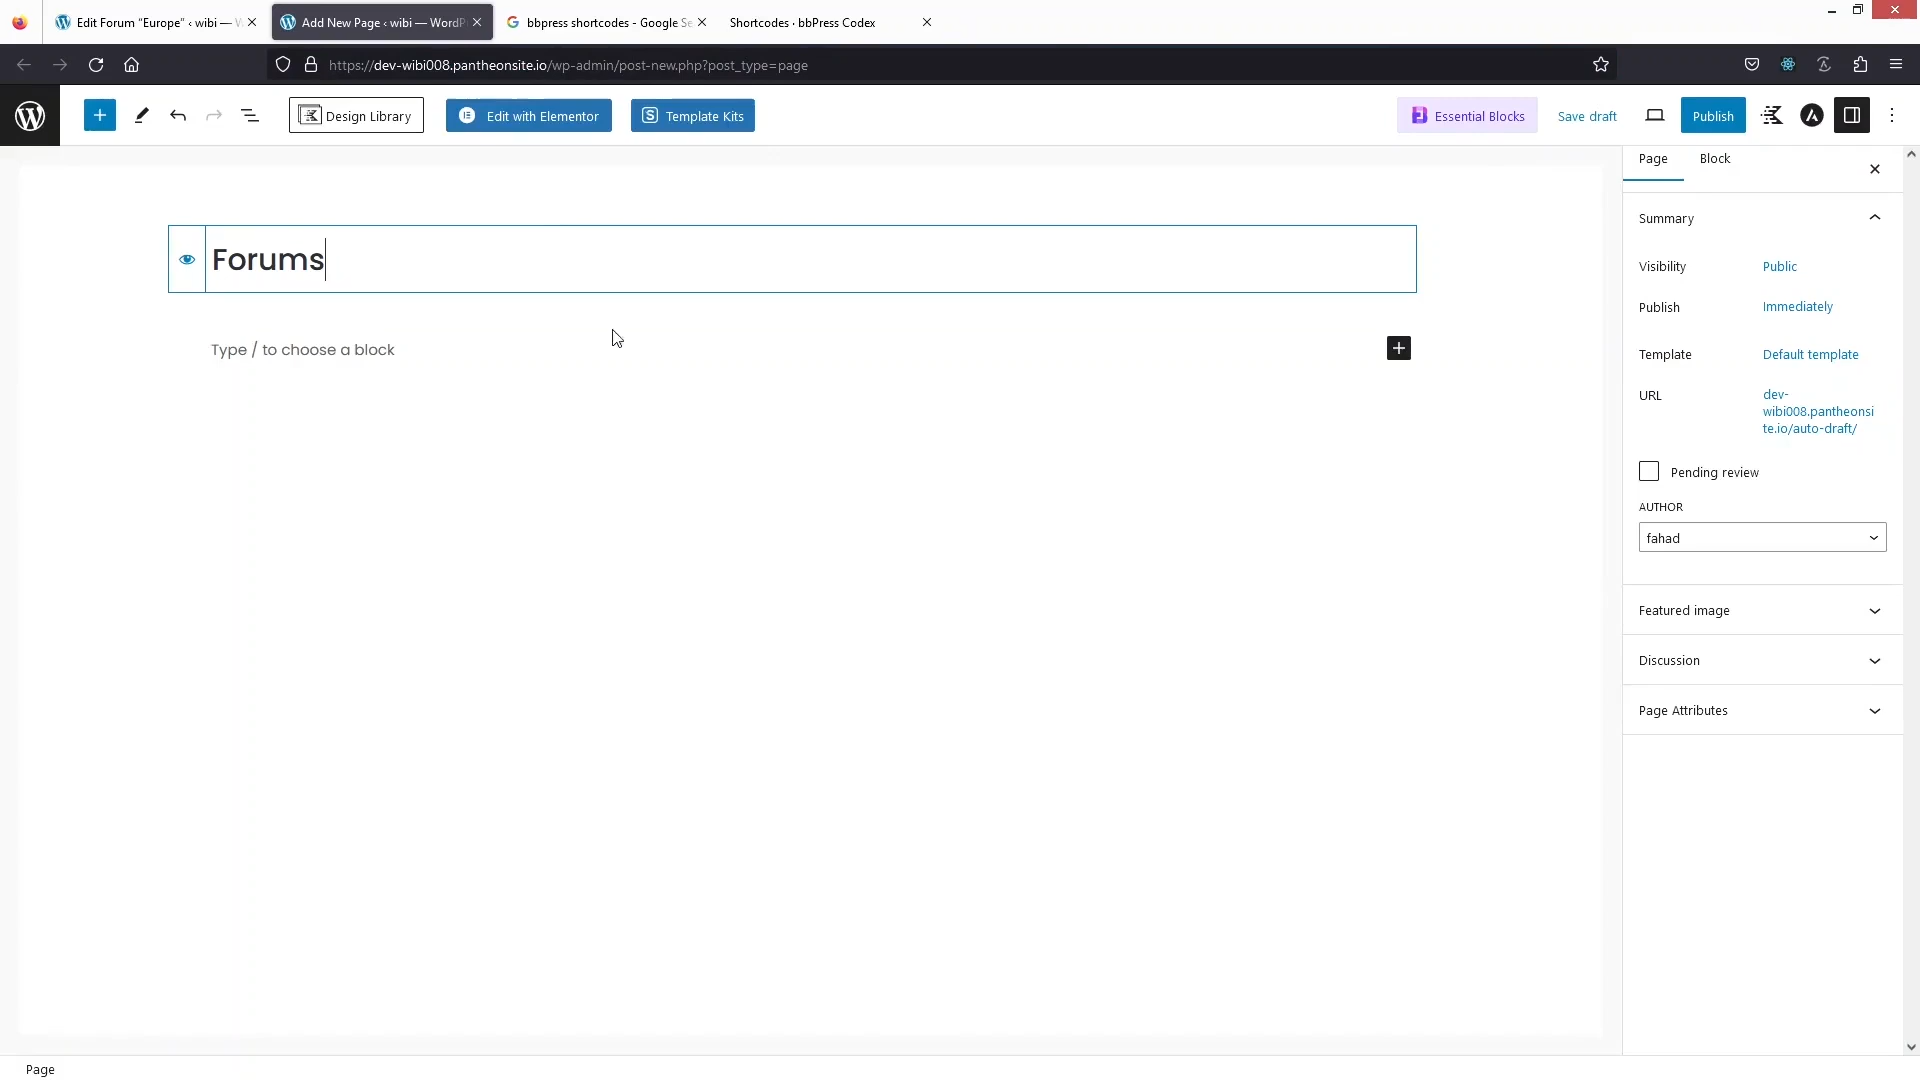 Edit Forum “Europe” ‹ wibi — W
Add New Page ‹ wibi — WordP
bbpress shortcodes - Google Se
Shortcodes · bbPress Codex
https://dev-wibi008.pantheonsite.io/wp-admin/post-new.php?post_type=page
Design Library
Edit with Elementor
Template Kits
Essential Blocks
Save draft
Publish
Page
Block
Summary
Forums
Visibility
Public
Publish
Immediately
Type / to choose a block
Template
Default template
URL
dev-
wibi008.pantheonsi
te.io/auto-draft/
Pending review
AUTHOR
fahad
Featured image
Discussion
Page Attributes
Page